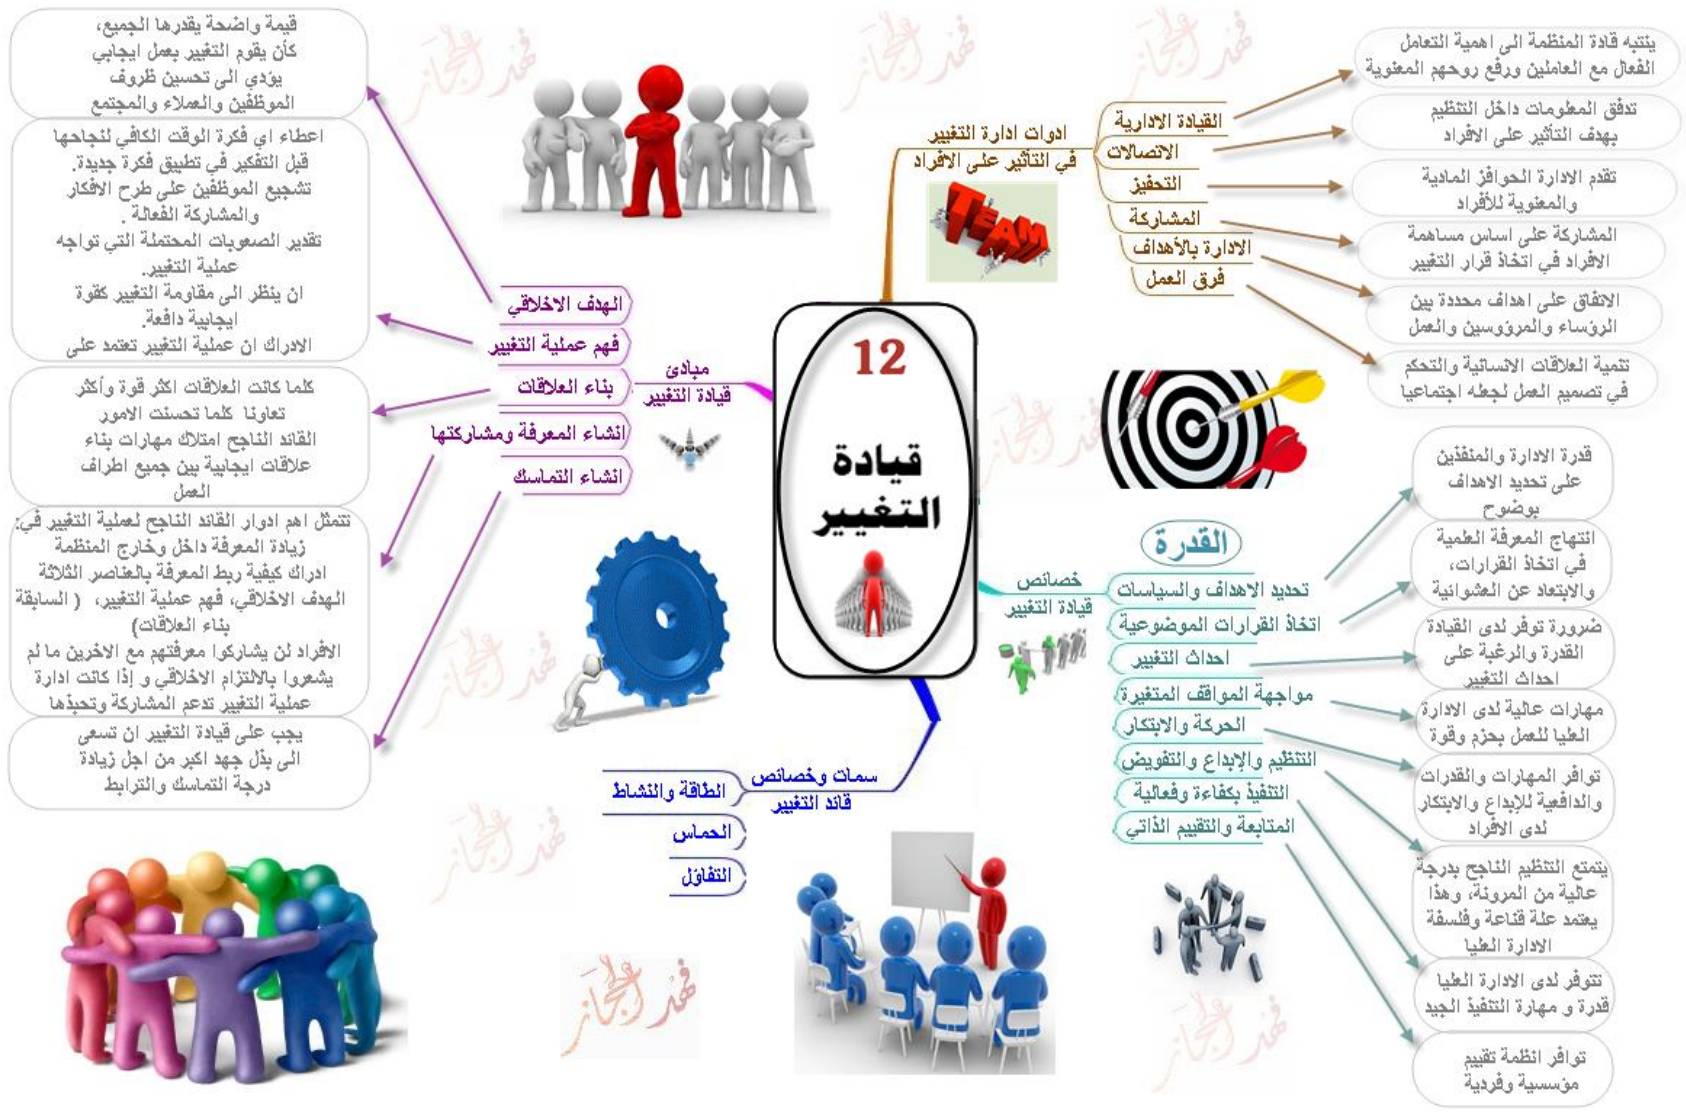 12
قيادة
التغيير
ادوات ادارة التغيير
في التأثير على الافراد
TEAM
القيادة الادارية
ينتبه قادة المنظمة الى اهمية التعامل
الفعال مع العاملين ورفع روحهم المعنوية
الاتصالات
تدفق المعلومات داخل التنظيم
بهدف التأثير على الافراد
التحفيز
تقدم الادارة الحوافز المادية
والمعنوية للأفراد
المشاركة
المشاركة على اساس مساهمة
الافراد في اتخاذ قرار التغيير
الادارة بالأهداف
الاتفاق على اهداف محددة بين
الرؤساء والمرؤوسين والعمل
فرق العمل
تنمية العلاقات الانسانية والتحكم
في تصميم العمل لجعله اجتماعيا
خصائص
قيادة التغيير
القدرة
تحديد الاهداف والسياسات
قدرة الادارة والمنفذين
على تحديد الاهداف
بوضوح
اتخاذ القرارات الموضوعية
انتهاج المعرفة العلمية
في اتخاذ القرارات،
والابتعاد عن العشوائية
احداث التغيير
ضرورة توفر لدى القيادة
القدرة والرغبة على
احداث التغيير
مواجهة المواقف المتغيرة
مهارات عالية لدى الادارة
العليا للعمل بحزم وقوة
الحركة والابتكار
توافر المهارات والقدرات
والدافعية للإبداع والابتكار
لدى الافراد
التنظيم والإبداع والتفويض
يتمتع التنظيم الناجح بدرجة
عالية من المرونة، وهذا
يعتمد علة قناعة وفلسفة
الادارة العليا
التنفيذ بكفاءة وفعالية
تتوفر لدى الادارة العليا
قدرة و مهارة التنفيذ الجيد
المتابعة والتقييم الذاتي
توافر انظمة تقييم
مؤسسية وفردية
سمات وخصائص
قائد التغيير
الطاقة والنشاط
الحماس
التفاؤل
مبادئ
قيادة التغيير
الهدف الاخلاقي
قيمة واضحة يقدرها الجميع،
كأن يقوم التغيير بعمل ايجابي
يؤدي الى تحسين ظروف
الموظفين والعملاء والمجتمع
فهم عملية التغيير
اعطاء اي فكرة الوقت الكافي لنجاحها
قبل التفكير في تطبيق فكرة جديدة.
تشجيع الموظفين على طرح الافكار
والمشاركة الفعالة .
تقدير الصعوبات المحتملة التي تواجه
عملية التغيير.
ان ينظر الى مقاومة التغيير كقوة
ايجابية دافعة.
الادراك ان عملية التغيير تعتمد على
بناء العلاقات
كلما كانت العلاقات اكثر قوة وأكثر
تعاونا كلما تحسنت الامور
القائد الناجح امتلاك مهارات بناء
علاقات ايجابية بين جميع اطراف
العمل
انشاء المعرفة ومشاركتها
تتمثل اهم ادوار القائد الناجح لعملية التغيير في:
زيادة المعرفة داخل وخارج المنظمة
ادراك كيفية ربط المعرفة بالعناصر الثلاثة
الهدف الاخلاقي، فهم عملية التغيير، ( السابقة
بناء العلاقات)
الافراد لن يشاركوا معرفتهم مع الاخرين ما لم
يشعروا بالالتزام الاخلاقي و إذا كانت ادارة
عملية التغيير تدعم المشاركة وتحبذها
انشاء التماسك
يجب على قيادة التغيير ان تسعى
الى بذل جهد اكبر من اجل زيادة
درجة التماسك والترابط
فهد الحجاز
فهد الحجاز
فهد الحجاز
فهد الحجاز
فهد الحجاز
فهد الحجاز
فهد الحجاز
فهد الحجاز